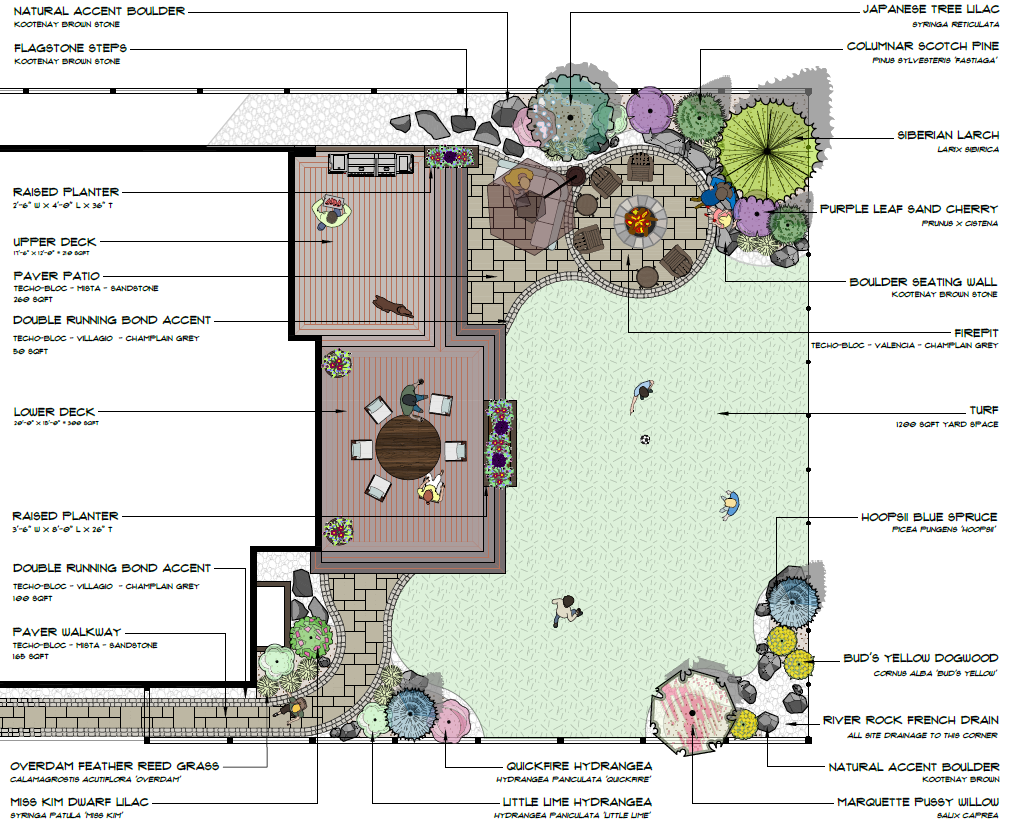 NATURAL ACCENT BOULDER
KOOTENAY BROWN STONE
FLAGSTONE STEPS
KOOTENAY BROWN STONE
RAISED PLANTER
2'-6" W X 4'-0" L X 36" T
UPPER DECK
17'-6" X 12'-0" = 210 SQFT
PAVER PATIO
TECHO-BLOC - MISTA - SANDSTONE
260 SQFT
DOUBLE RUNNING BOND ACCENT
TECHO-BLOC - VILLAGIO - CHAMPLAIN GREY
50 SQFT
LOWER DECK
20'-0" X 15'-0" = 300 SQFT
RAISED PLANTER
3'-6" W X 8'-0" L X 26" T
DOUBLE RUNNING BOND ACCENT
TECHO-BLOC - VILLAGIO - CHAMPLAIN GREY
100 SQFT
PAVER WALKWAY
TECHO-BLOC - MISTA - SANDSTONE
165 SQFT
OVERDAM FEATHER REED GRASS
CALAMAGROSTIS ACUTIFLORA 'OVERDAM'
MISS KIM DWARF LILAC
SYRINGA PATULA 'MISS KIM'
QUICKFIRE HYDRANGEA
HYDRANGEA PANICULATA 'QUICKFIRE'
LITTLE LIME HYDRANGEA
HYDRANGEA PANICULATA 'LITTLE LIME'
JAPANESE TREE LILAC
SYRINGA RETICULATA
COLUMNAR SCOTCH PINE
PINUS SYLVESTERIS 'FASTIAGA'
SIBERIAN LARCH
LARIX SIBIRICA
PURPLE LEAF SAND CHERRY
PRUNUS X CISTENA
BOULDER SEATING WALL
KOOTENAY BROWN STONE
FIREPIT
TECHO-BLOC - VALENCIA - CHAMPLAIN GREY
TURF
1200 SQFT YARD SPACE
HOOPSII BLUE SPRUCE
PICEA PUNGENS 'HOOPSII'
BUD'S YELLOW DOGWOOD
CORNUS ALBA 'BUD'S YELLOW'
RIVER ROCK FRENCH DRAIN
ALL SITE DRAINAGE TO THIS CORNER
NATURAL ACCENT BOULDER
KOOTENAY BROWN
MARQUETTE PUSSY WILLOW
SALIX CAPREA